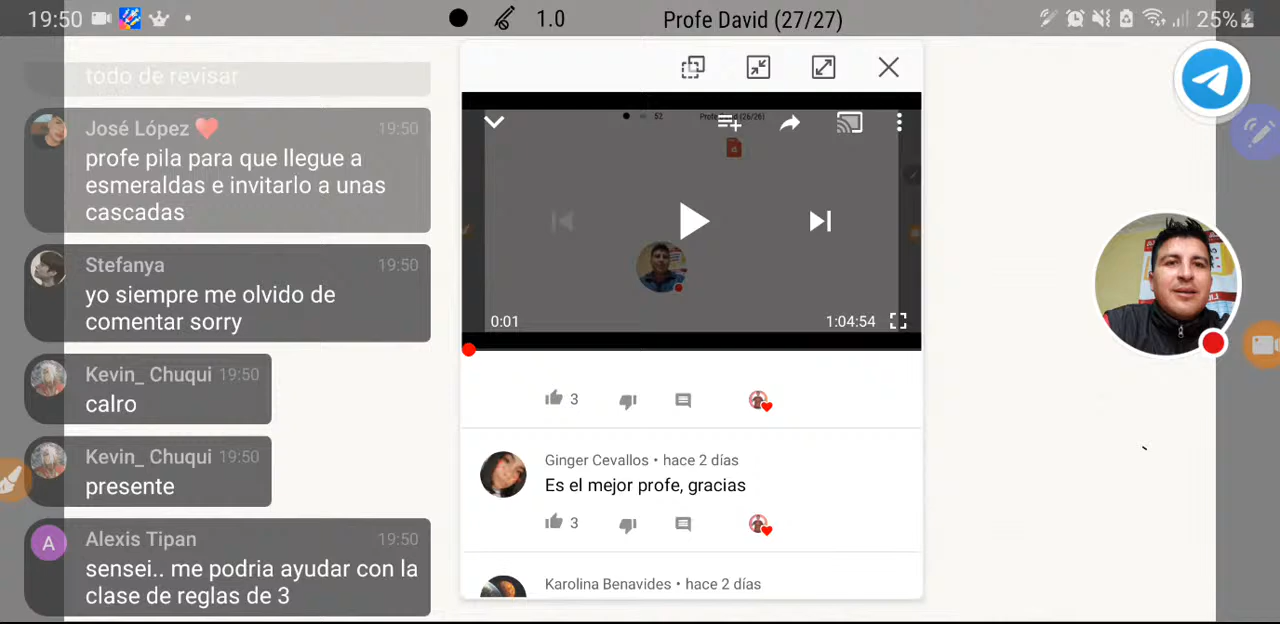 19:50
1.0
Profe David (27/27)
25%
todo de revisar
José López 19:50
profe pila para que llegue a
esmeraldas e invitarlo a unas
cascadas
Stefanya 19:50
yo siempre me olvido de
comentar sorry
Kevin_ Chuqui 19:50
calro
Kevin_ Chuqui 19:50
presente
A
Alexis Tipan 19:50
sensei.. me podria ayudar con la
clase de reglas de 3
52
0:01
1:04:54
3
Ginger Cevallos • hace 2 días
Es el mejor profe, gracias
3
Karolina Benavides • hace 2 días